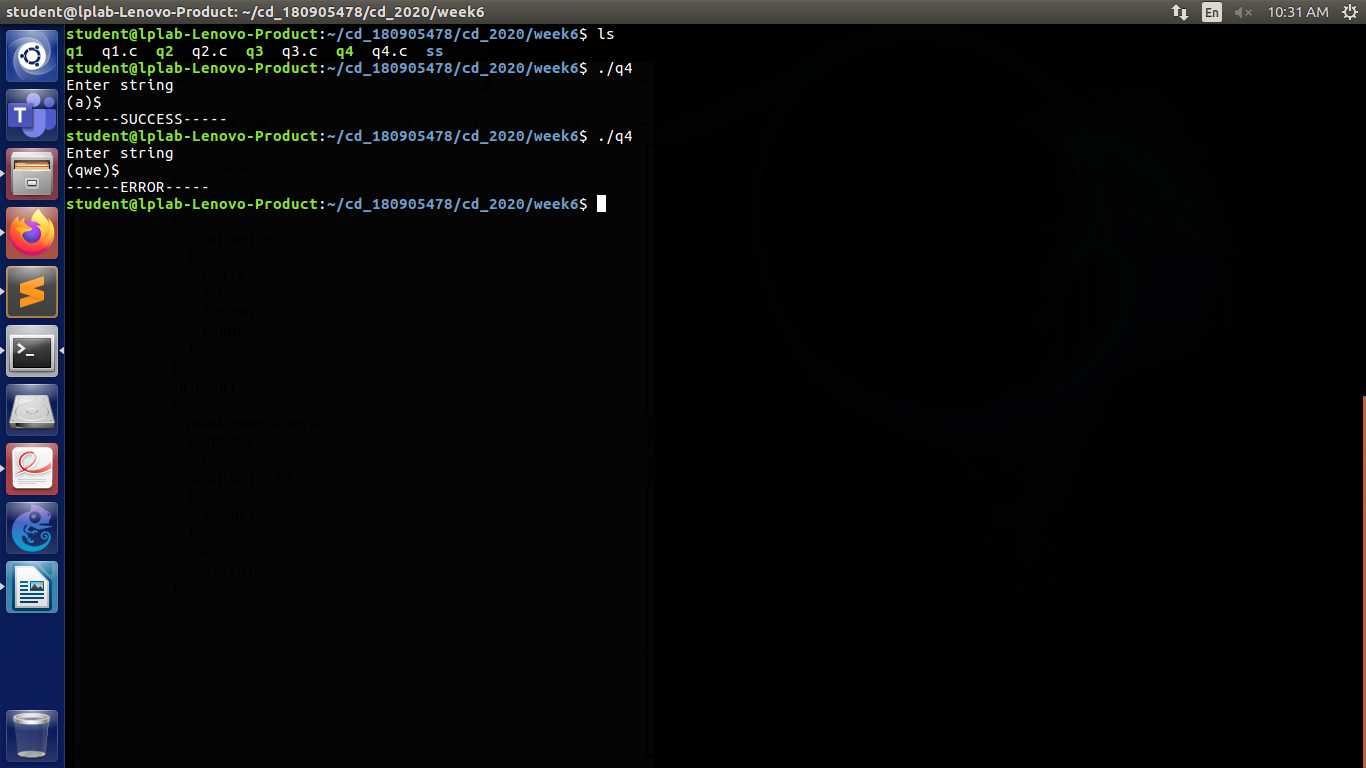 student@lplab-Lenovo-Product: ~/cd_180905478/cd_2020/week6
En
10:31 AM
student@lplab-Lenovo-Product:~/cd_180905478/cd_2020/week6$ ls
q1 q1.c q2 q2.c q3 q3.c q4 q4.c ss
student@lplab-Lenovo-Product:~/cd_180905478/cd_2020/week6$ ./q4
Enter string
(a)$
------SUCCESS-----
student@lplab-Lenovo-Product:~/cd_180905478/cd_2020/week6$ ./q4
Enter string
(qwe)$
------ERROR-----
student@lplab-Lenovo-Product:~/cd_180905478/cd_2020/week6$